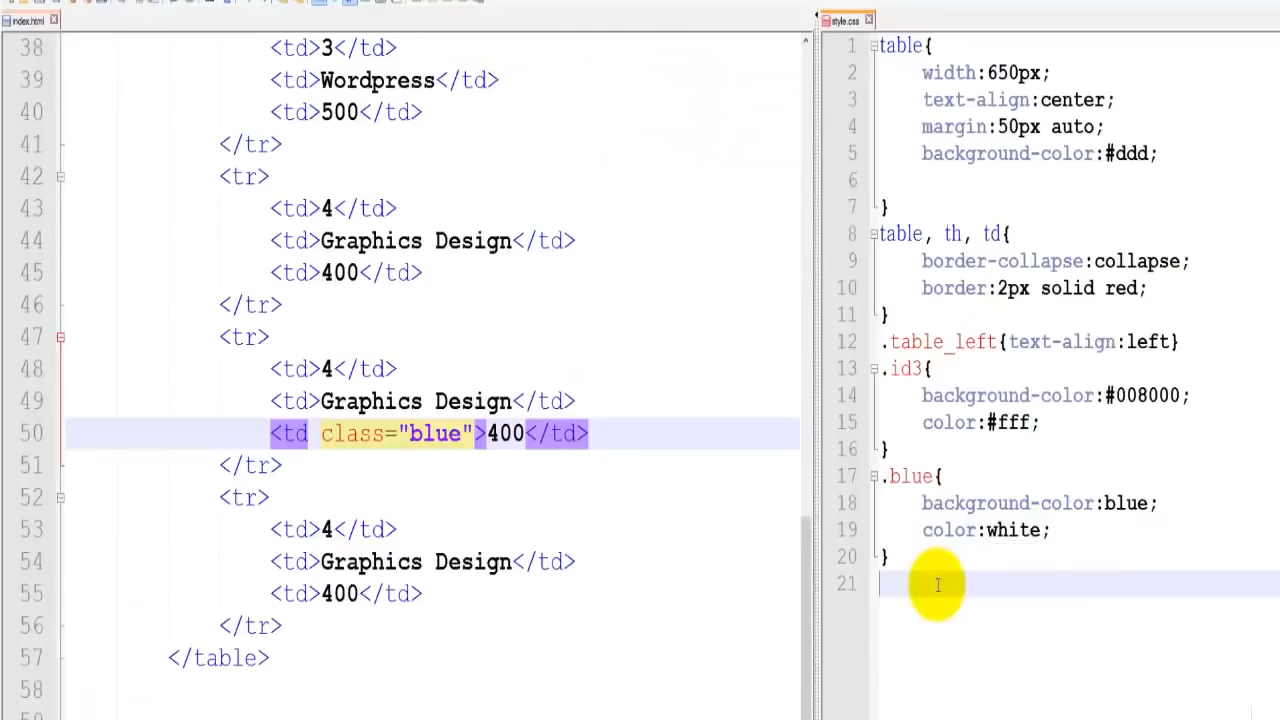 index.html
38 <td>3</td>
39 <td>Wordpress</td>
40 <td>500</td>
41 </tr>
42 <tr>
43 <td>4</td>
44 <td>Graphics Design</td>
45 <td>400</td>
46 </tr>
47 <tr>
48 <td>4</td>
49 <td>Graphics Design</td>
50 <td class="blue">400</td>
51 </tr>
52 <tr>
53 <td>4</td>
54 <td>Graphics Design</td>
55 <td>400</td>
56 </tr>
57 </table>
58
59
style.css
1 table{
2 width:650px;
3 text-align:center;
4 margin:50px auto;
5 background-color:#ddd;
6
7 }
8 table, th, td{
9 border-collapse:collapse;
10 border:2px solid red;
11 }
12 .table_left{text-align:left}
13 .id3{
14 background-color:#008000;
15 color:#fff;
16 }
17 .blue{
18 background-color:blue;
19 color:white;
20 }
21